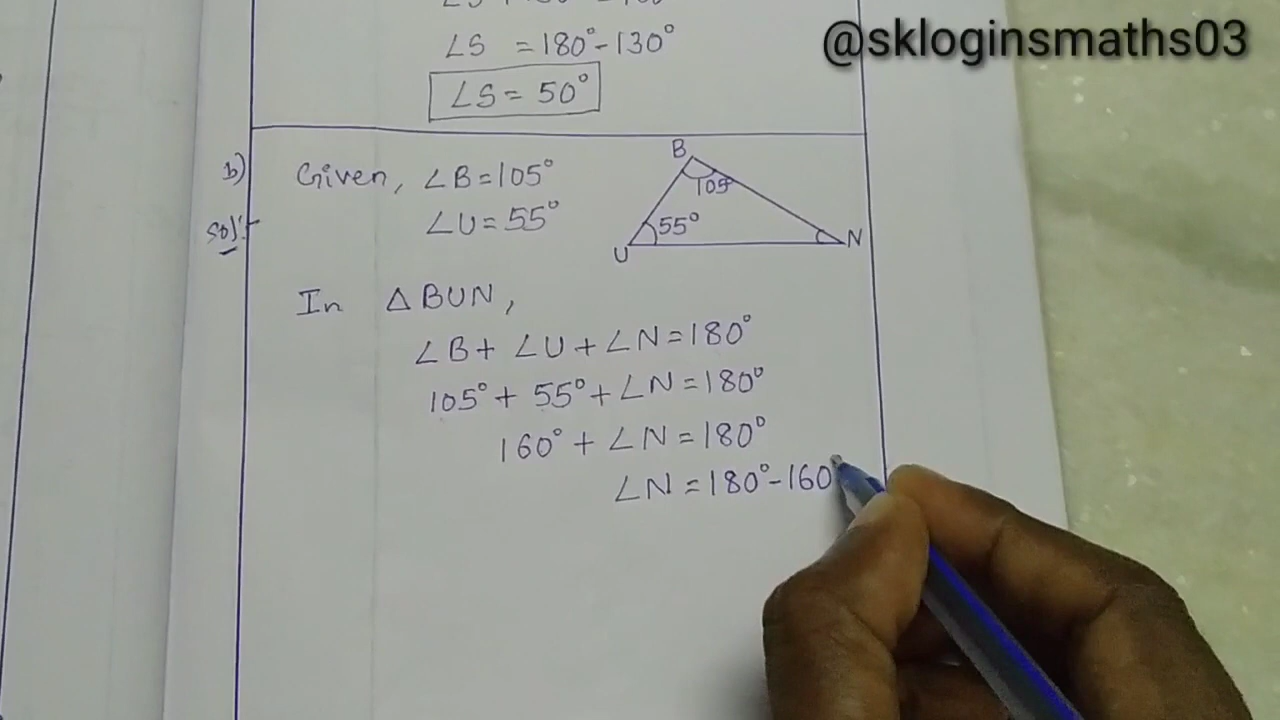 @skloginsmaths03
∠S = 180° - 130°
∠S = 50°
b) Given, ∠B = 105°
∠U = 55°
Sol:-
B
105°
55°
U
N
In △BUN,
∠B + ∠U + ∠N = 180°
105° + 55° + ∠N = 180°
160° + ∠N = 180°
∠N = 180° - 160